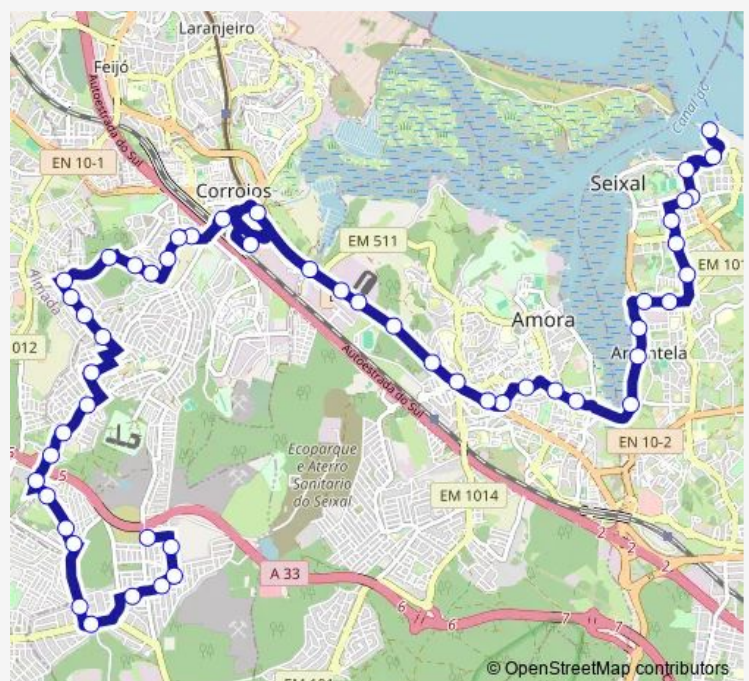 Laranjeiro
Feijó
Autoestrada do Sul
Canal do
EN 10-1
Corroios
Seixal
EM 511
EM 101
Almada
Amora
012
Arrentela
Autoestrada do Sul
EN 10-2
Ecoparque
e Aterro
Sanitario
do Seixal
5
EM 1014
2
2
2
A 33
6
6
7
7
© OpenStreetMap contributors